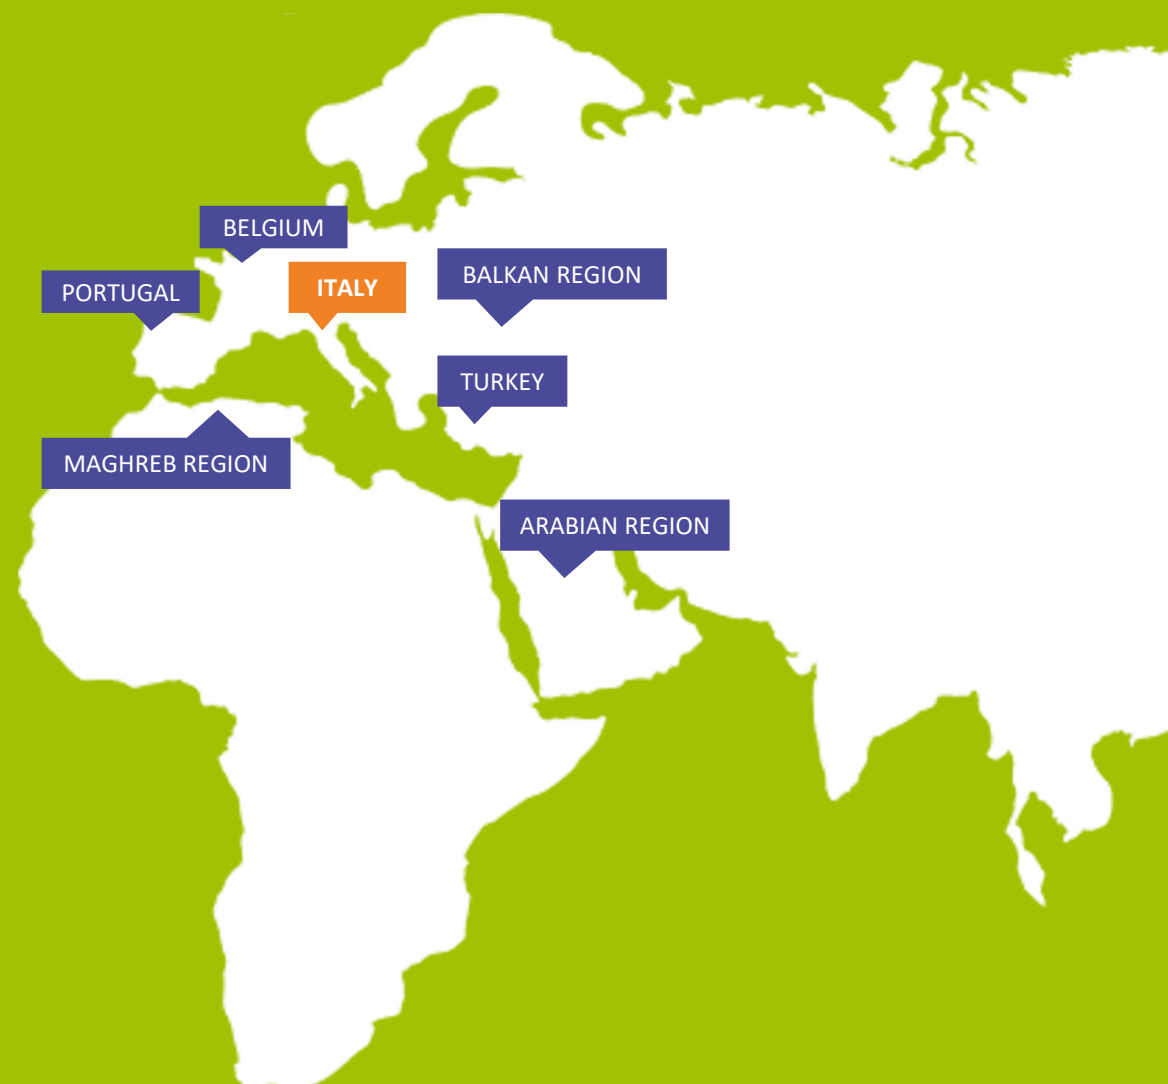 BELGIUM
BALKAN REGION
PORTUGAL
ITALY
TURKEY
MAGHREB REGION
ARABIAN REGION